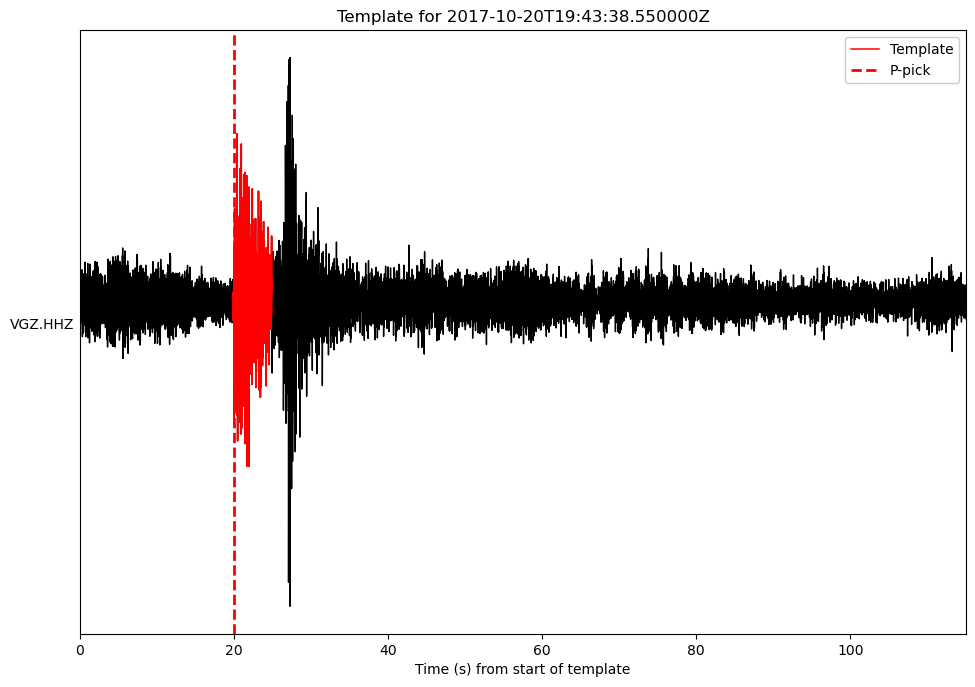 Template for 2017-10-20T19:43:38.550000Z
Template
P-pick
VGZ.HHZ
0 20 40 60 80 100
Time (s) from start of template